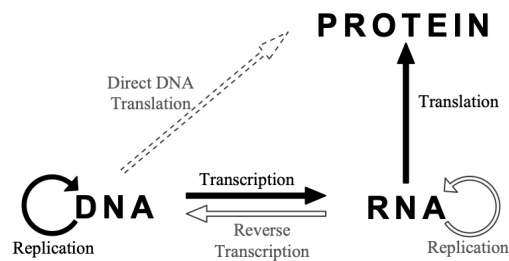 PROTEIN
Direct DNA
Translation
Translation
Transcription
DNA
RNA
Reverse
Transcription
Replication
Replication